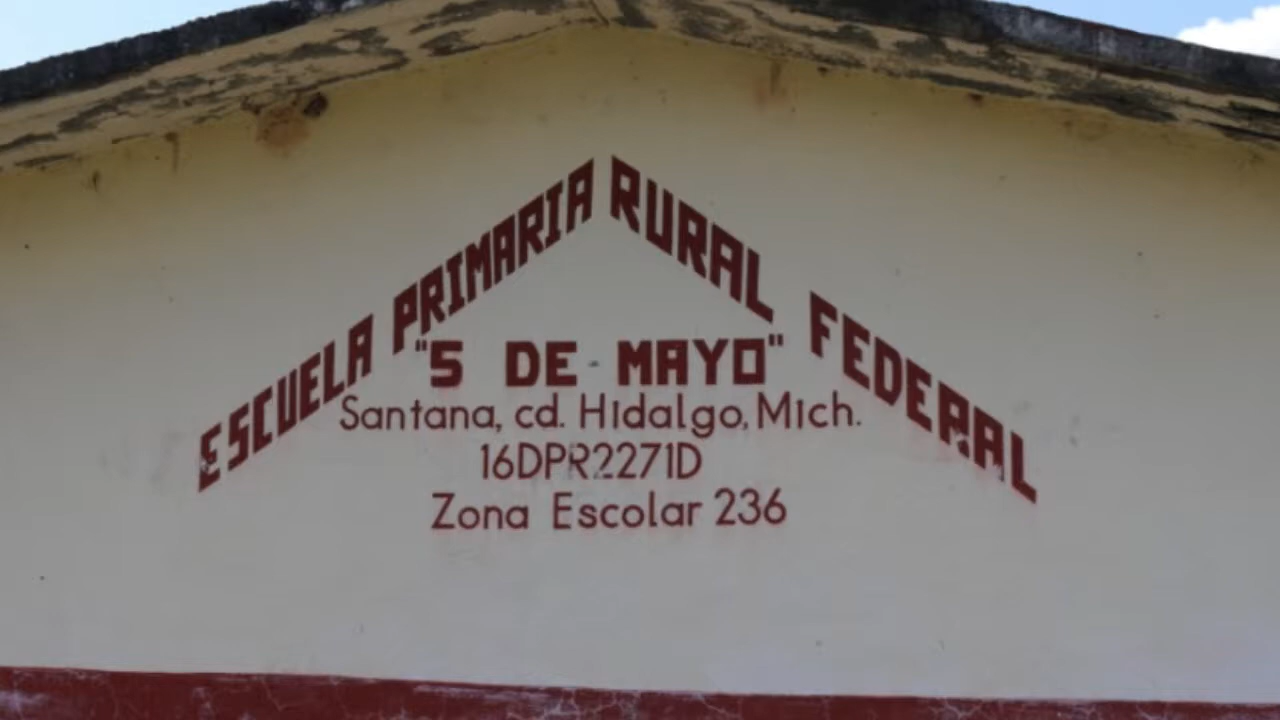 ESCUELA PRIMARIA RURAL FEDERAL
"5 DE MAYO"
Santana, cd. Hidalgo, Mich.
16DPR2271D
Zona Escolar 236